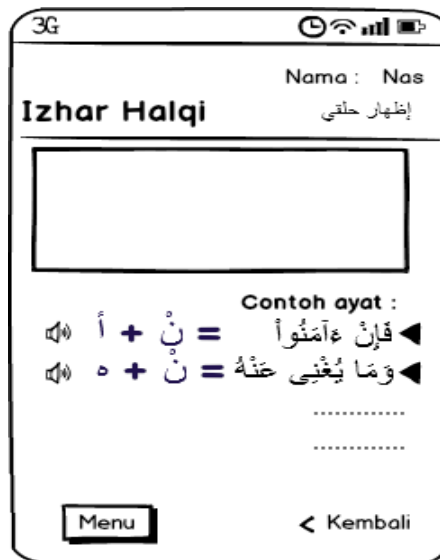 3G
Nama : Nas
Izhar Halqi إظهار حلقي
Contoh ayat :
فَإِنْ ءَامَنُواْ = نْ + أ
وَمَا يُغْنِى عَنْهُ = نْ + ه
.............
.............
Menu < Kembali